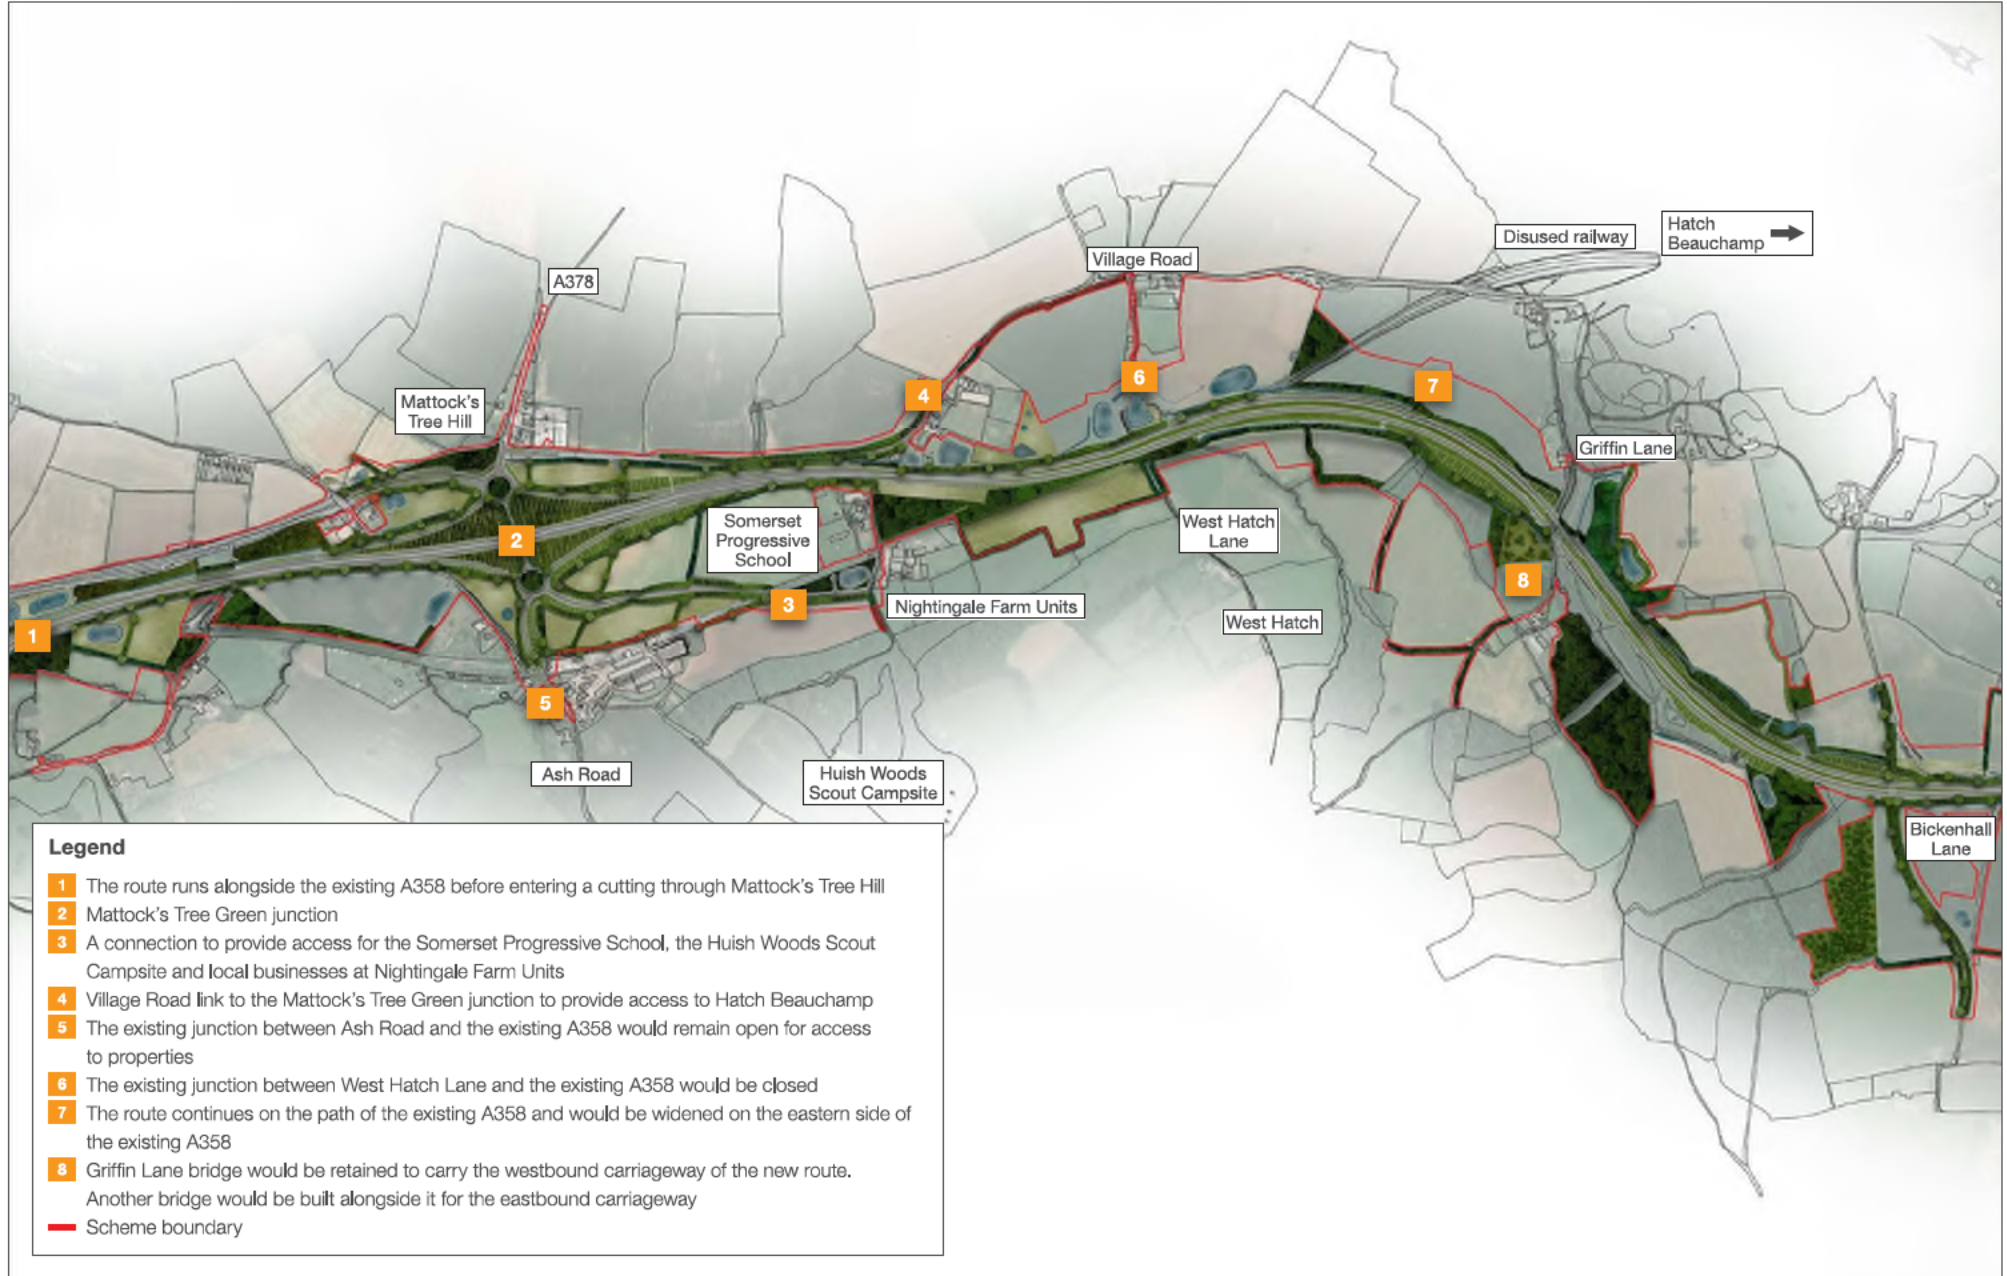 Hatch
Beauchamp
Disused railway
Village Road
A378
4
6
7
Mattock's
Tree Hill
Griffin Lane
2
Somerset
Progressive
School
West Hatch
Lane
8
3
Nightingale Farm Units
West Hatch
1
5
Ash Road
Huish Woods
Scout Campsite
Bickenhall
Lane
Legend
1 The route runs alongside the existing A358 before entering a cutting through Mattock's Tree Hill
2 Mattock's Tree Green junction
3 A connection to provide access for the Somerset Progressive School, the Huish Woods Scout
Campsite and local businesses at Nightingale Farm Units
4 Village Road link to the Mattock's Tree Green junction to provide access to Hatch Beauchamp
5 The existing junction between Ash Road and the existing A358 would remain open for access
to properties
6 The existing junction between West Hatch Lane and the existing A358 would be closed
7 The route continues on the path of the existing A358 and would be widened on the eastern side of
the existing A358
8 Griffin Lane bridge would be retained to carry the westbound carriageway of the new route.
Another bridge would be built alongside it for the eastbound carriageway
Scheme boundary